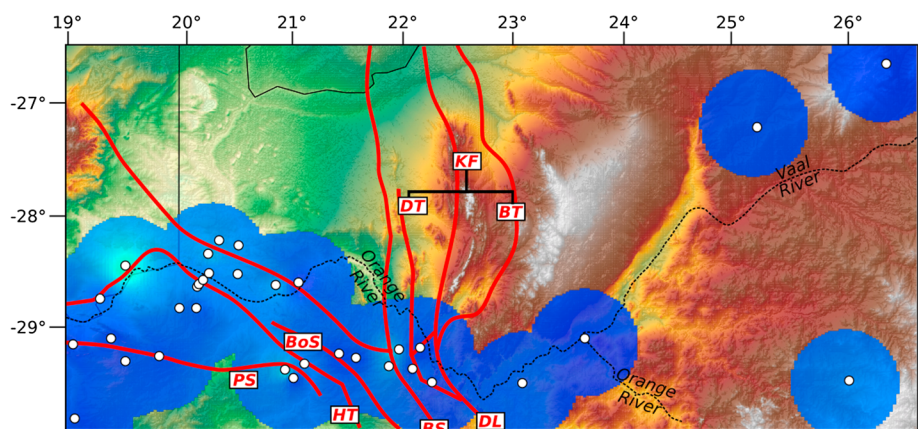 19° 20° 21° 22° 23° 24° 25° 26°
-27°
KF
Vaal
River
-28°
DT
BT
Orange
River
-29°
BoS
PS
Orange
River
HT
BS
DL